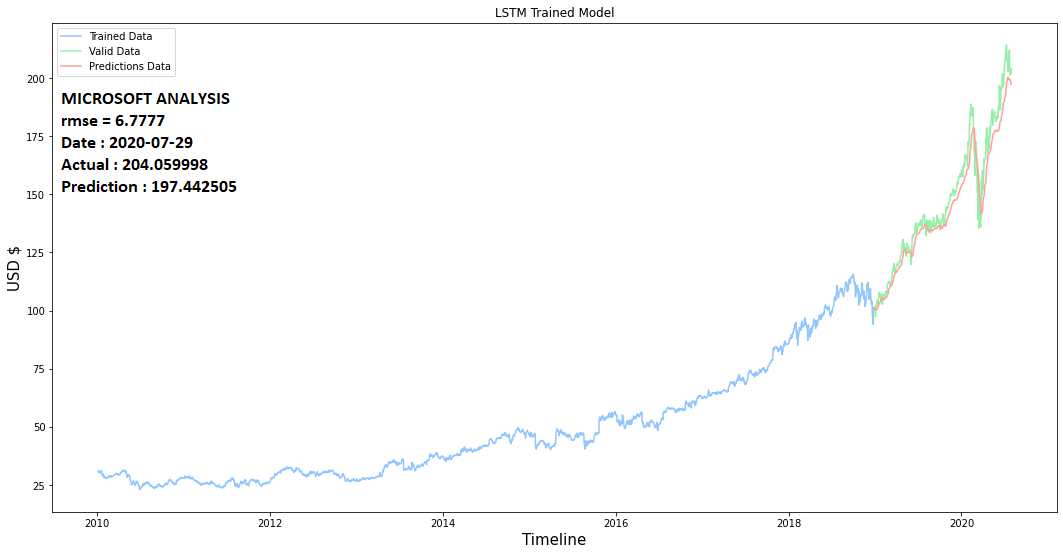 LSTM Trained Model
Trained Data
Valid Data
Predictions Data
MICROSOFT ANALYSIS
rmse = 6.7777
Date : 2020-07-29
Actual : 204.059998
Prediction : 197.442505
USD $
200
175
150
125
100
75
50
25
2010 2012 2014 2016 2018 2020
Timeline